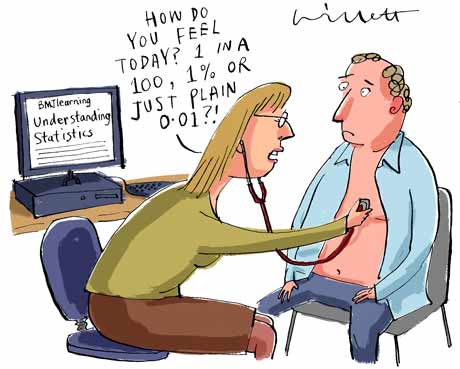 HOW DO
YOU FEEL
TODAY? 1 IN A
100, 1% OR
JUST PLAIN
0·01?!
willett
BMJlearning
Understanding
Statistics